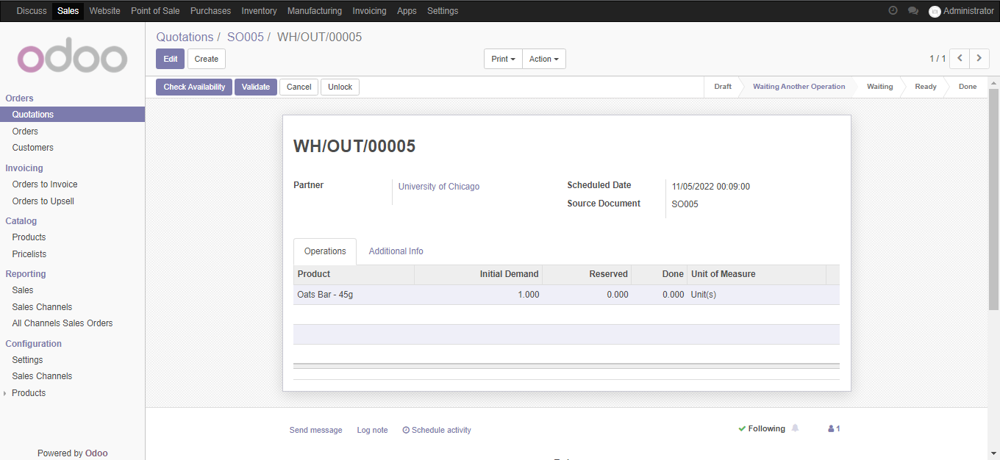 Discuss Sales Website Point of Sale Purchases Inventory Manufacturing Invoicing Apps Settings Administrator
odoo
Orders
Quotations
Orders
Customers
Invoicing
Orders to Invoice
Orders to Upsell
Catalog
Products
Pricelists
Reporting
Sales
Sales Channels
All Channels Sales Orders
Configuration
Settings
Sales Channels
Products
Powered by Odoo
Quotations / SO005 / WH/OUT/00005
Edit Create Print Action 1 / 1
Check Availability Validate Cancel Unlock Draft Waiting Another Operation Waiting Ready Done
WH/OUT/00005
Partner University of Chicago Scheduled Date 11/05/2022 00:09:00
Source Document SO005
Operations Additional Info
Product Initial Demand Reserved Done Unit of Measure
Oats Bar - 45g 1.000 0.000 0.000 Unit(s)
Send message Log note Schedule activity Following 1